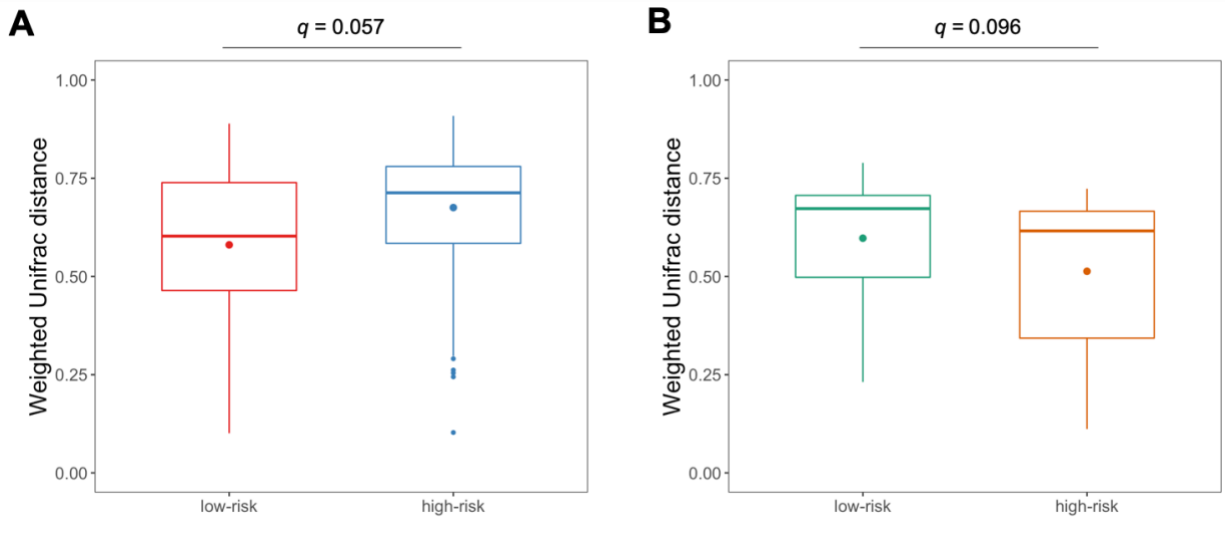 A
q = 0.057
Weighted Unifrac distance
1.00
0.75
0.50
0.25
0.00
low-risk
high-risk
B
q = 0.096
Weighted Unifrac distance
1.00
0.75
0.50
0.25
0.00
low-risk
high-risk